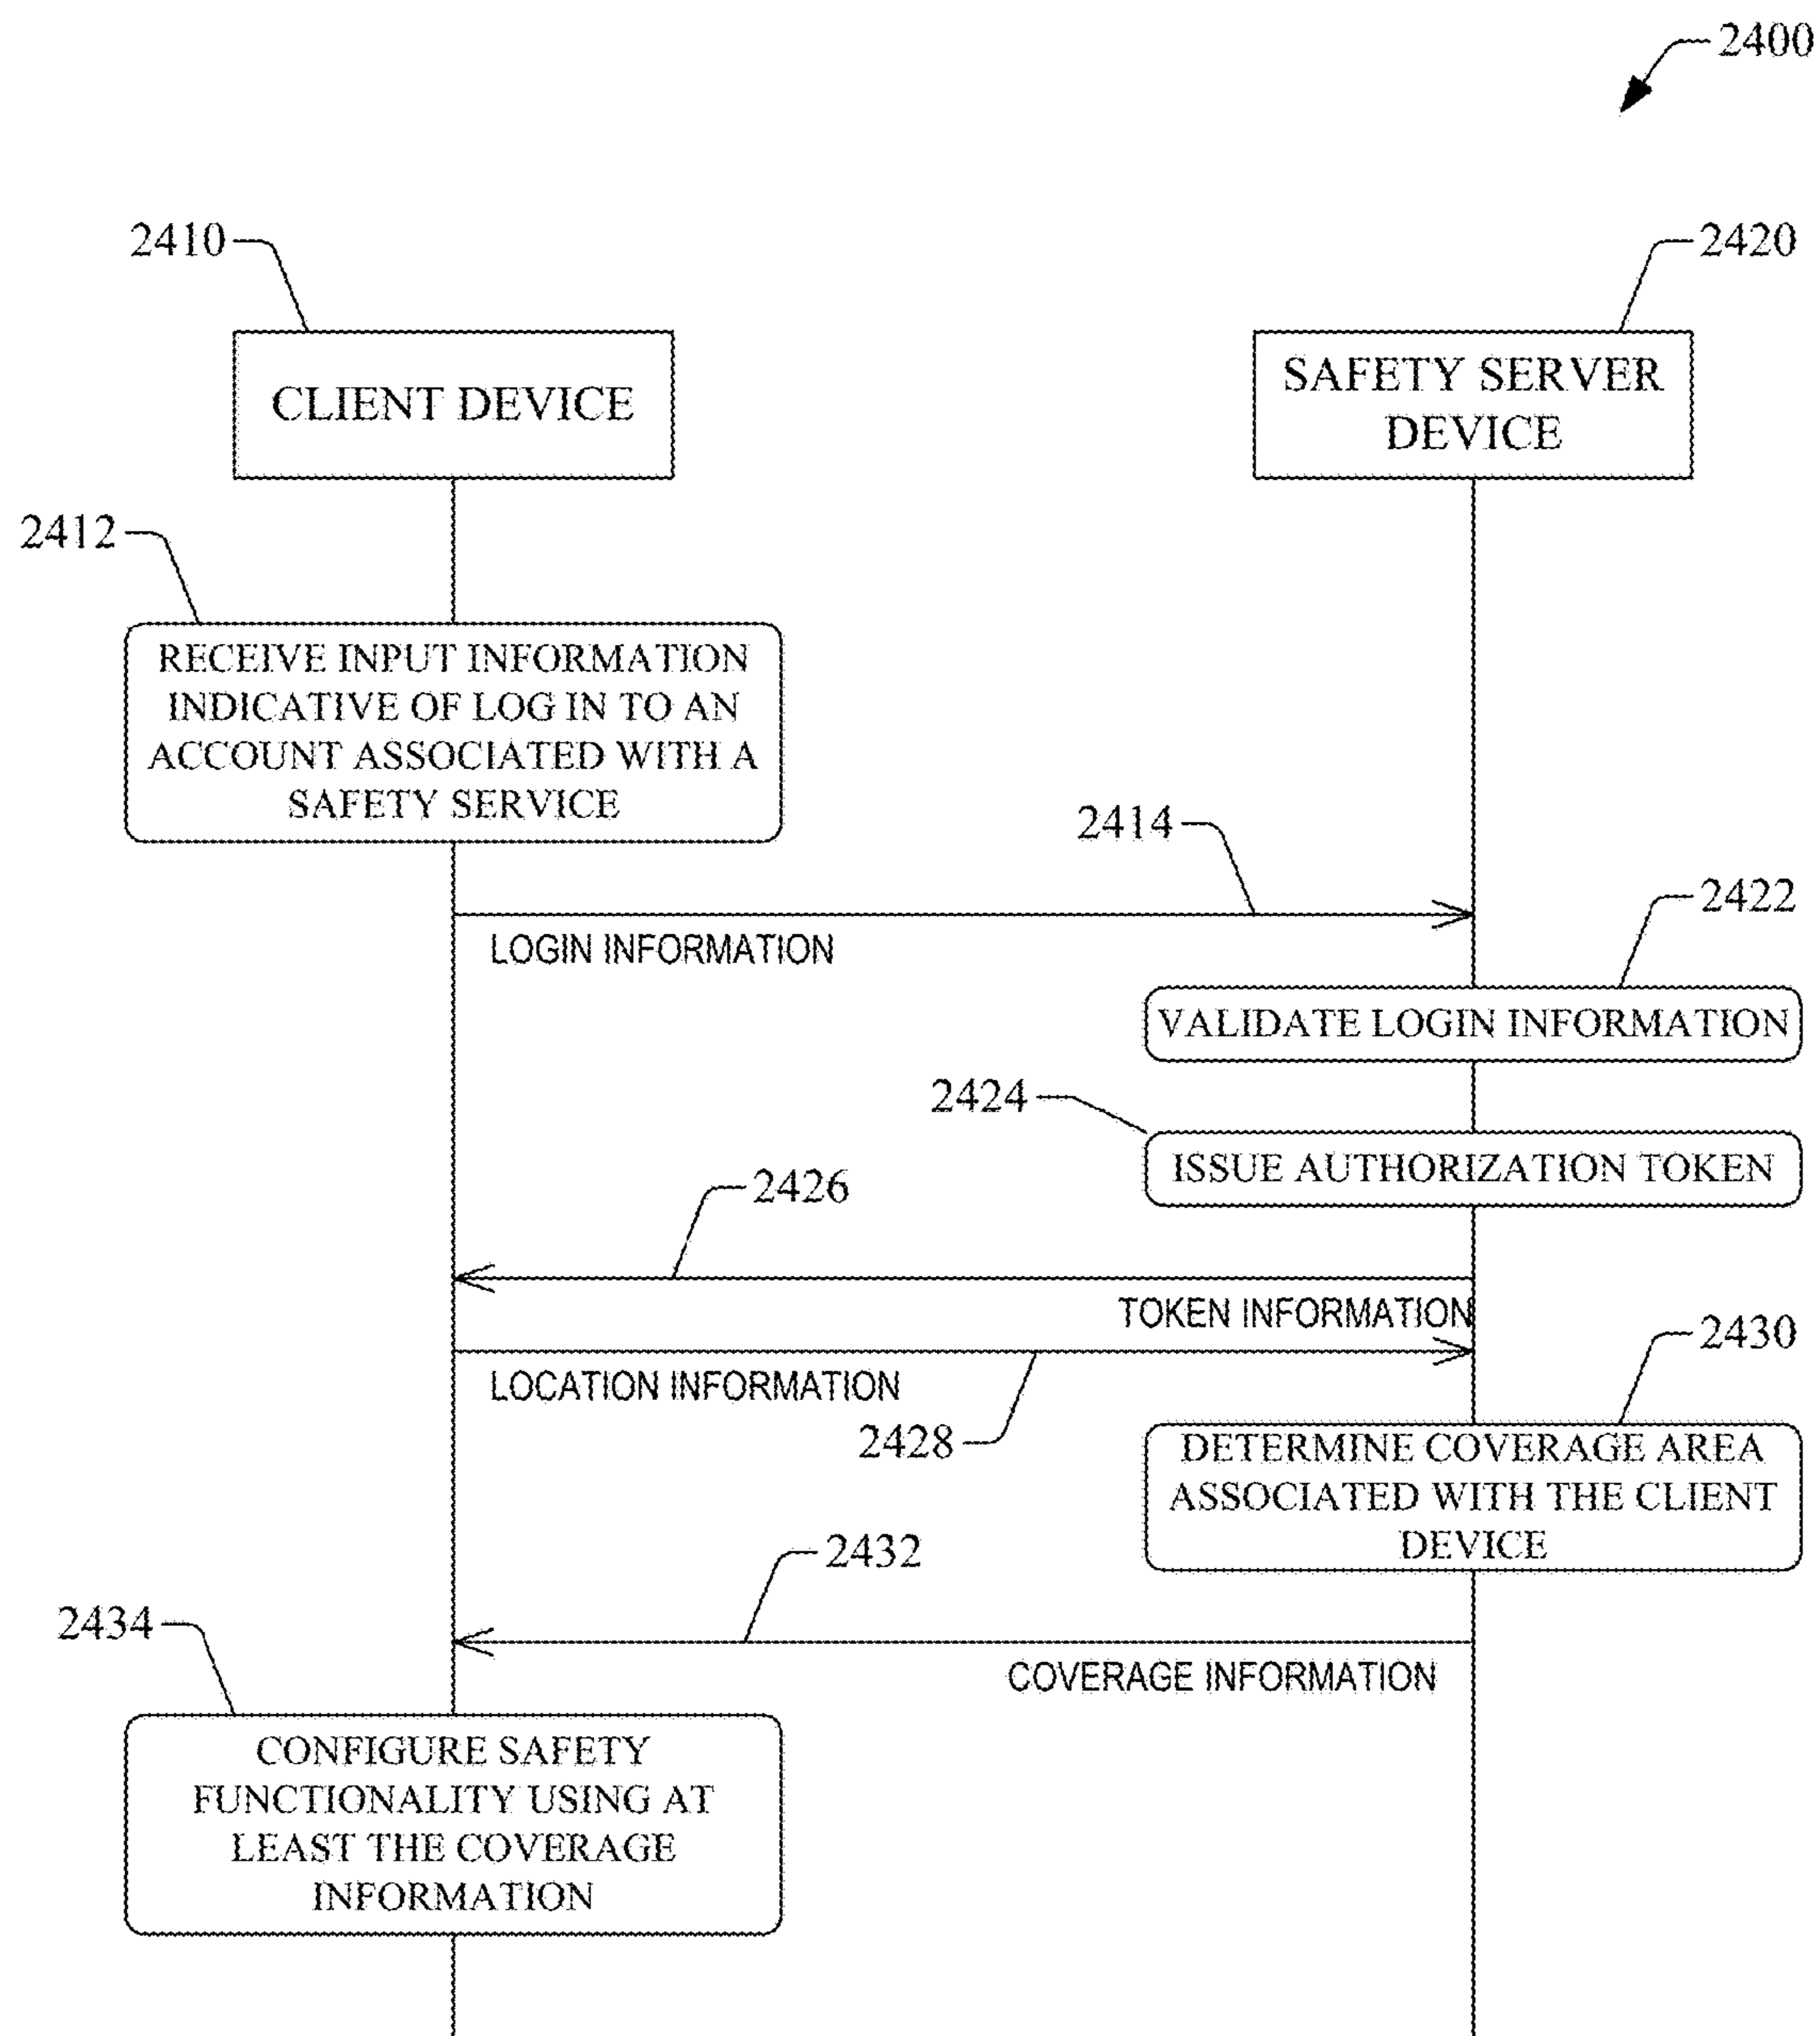 2400
2410
2420
CLIENT DEVICE
SAFETY SERVER
DEVICE
2412
RECEIVE INPUT INFORMATION
INDICATIVE OF LOG IN TO AN
ACCOUNT ASSOCIATED WITH A
SAFETY SERVICE
2414
LOGIN INFORMATION
2422
VALIDATE LOGIN INFORMATION
2424
ISSUE AUTHORIZATION TOKEN
2426
TOKEN INFORMATION
LOCATION INFORMATION
2428
2430
DETERMINE COVERAGE AREA
ASSOCIATED WITH THE CLIENT
DEVICE
2432
COVERAGE INFORMATION
2434
CONFIGURE SAFETY
FUNCTIONALITY USING AT
LEAST THE COVERAGE
INFORMATION